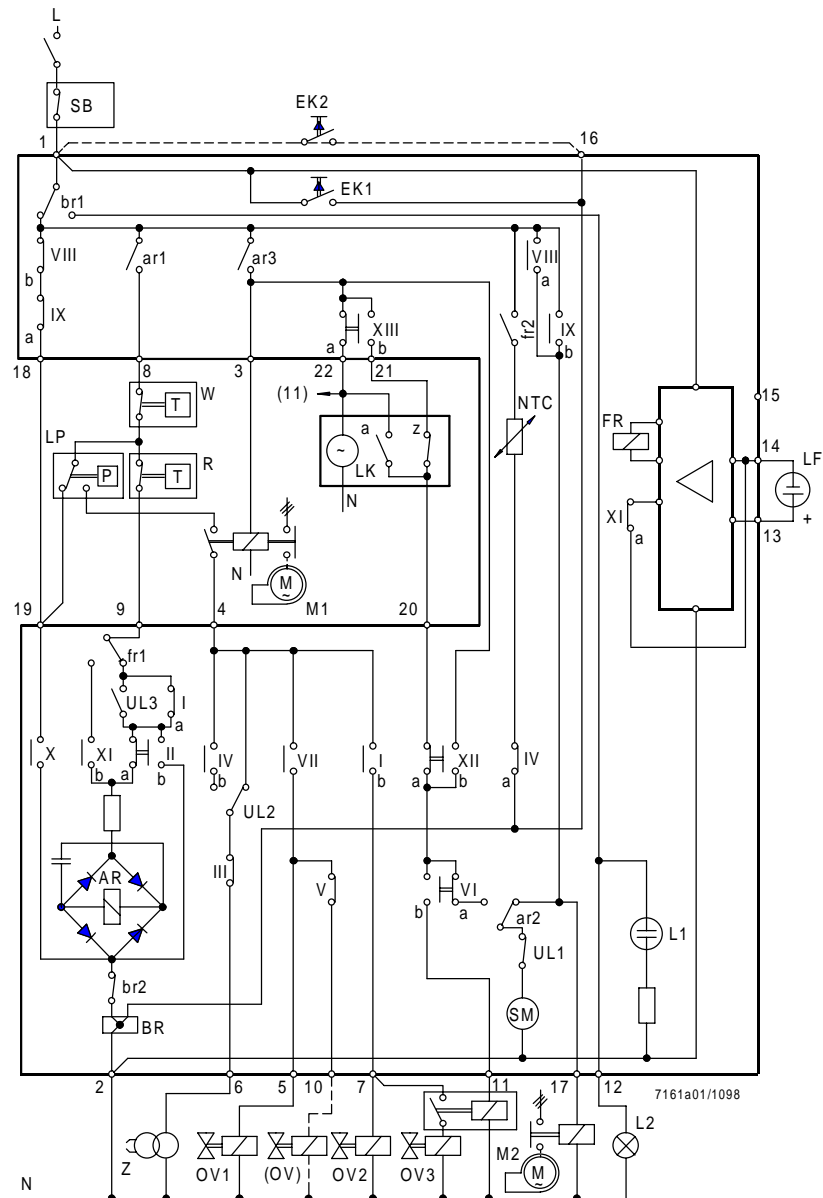 L
SB
EK2
1
16
EK1
br1
VIII
ar1
ar3
VIII
b
a
IX
XIII
fr2
IX
a
a
b
b
18
8
3
22
21
(11)
15
W
T
NTC
FR
14
LF
LP
a
z
R
P
T
LK
XI
+
N
a
13
N
M
~
M1
19
9
4
20
fr1
UL3
I
a
X
XI
II
IV
VII
I
XII
IV
b
a
b
b
b
a
b
a
UL2
III
AR
V
VI
b
a
ar2
L1
UL1
br2
SM
BR
2
6
5
10
7
11
17
12
7161a01/1098
Z
OV1
(OV)
OV2
OV3
M2
M
~
L2
N